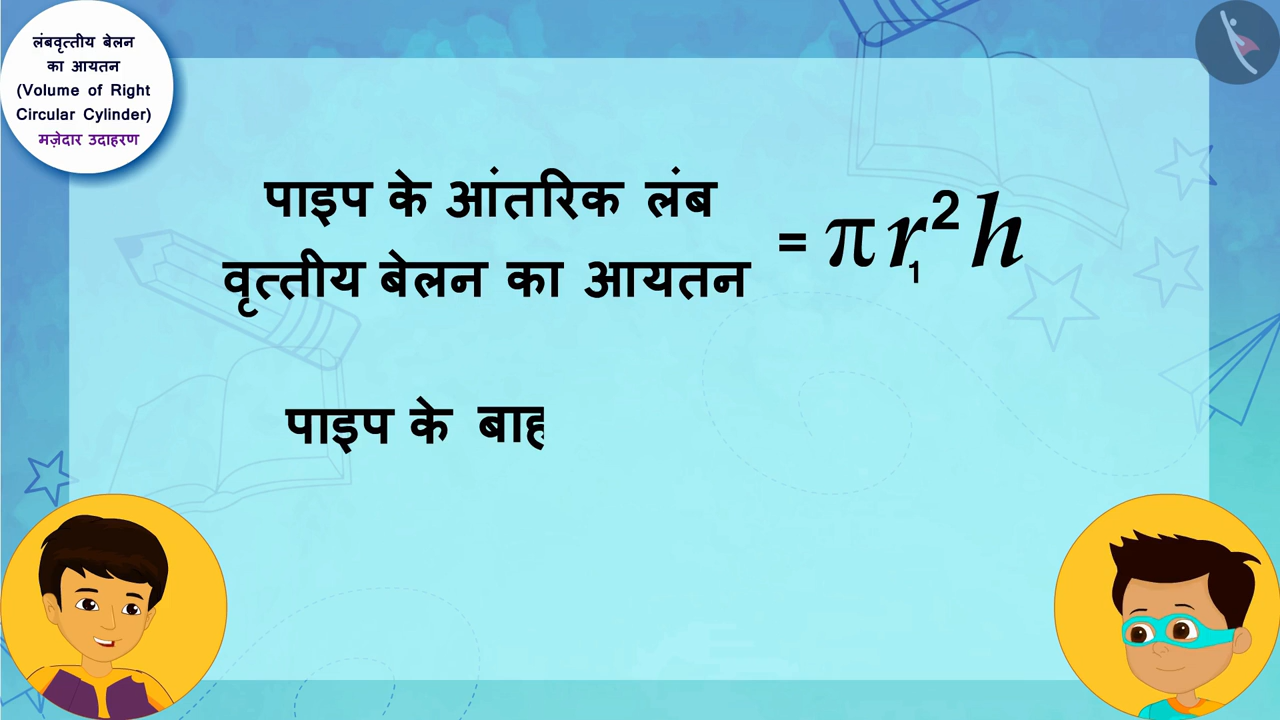 लंबवृत्तीय बेलन
का आयतन
(Volume of Right
Circular Cylinder)
मज़ेदार उदाहरण
पाइप के आंतरिक लंब
वृत्तीय बेलन का आयतन = πr₁²h
पाइप के